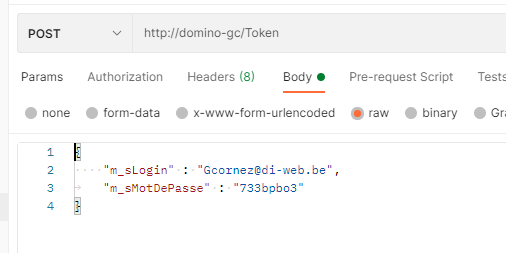 POST http://domino-gc/Token
Params Authorization Headers (8) Body Pre-request Script Tests
none form-data x-www-form-urlencoded raw binary Gra
1 {
2 "m_sLogin" : "Gcornez@di-web.be",
3 "m_sMotDePasse" : "733bpbo3"
4 }